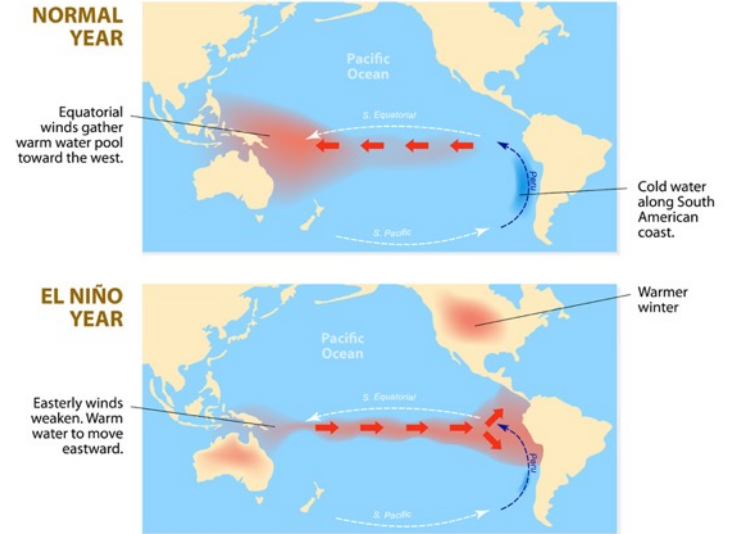 NORMAL
YEAR
Pacific
Ocean
Equatorial
winds gather
warm water pool
toward the west.
S. Equatorial
Peru
Cold water
along South
American
coast.
S. Pacific
EL NIÑO
YEAR
Warmer
winter
Pacific
Ocean
Easterly winds
weaken. Warm
water to move
eastward.
S. Equatorial
Peru
S. Pacific